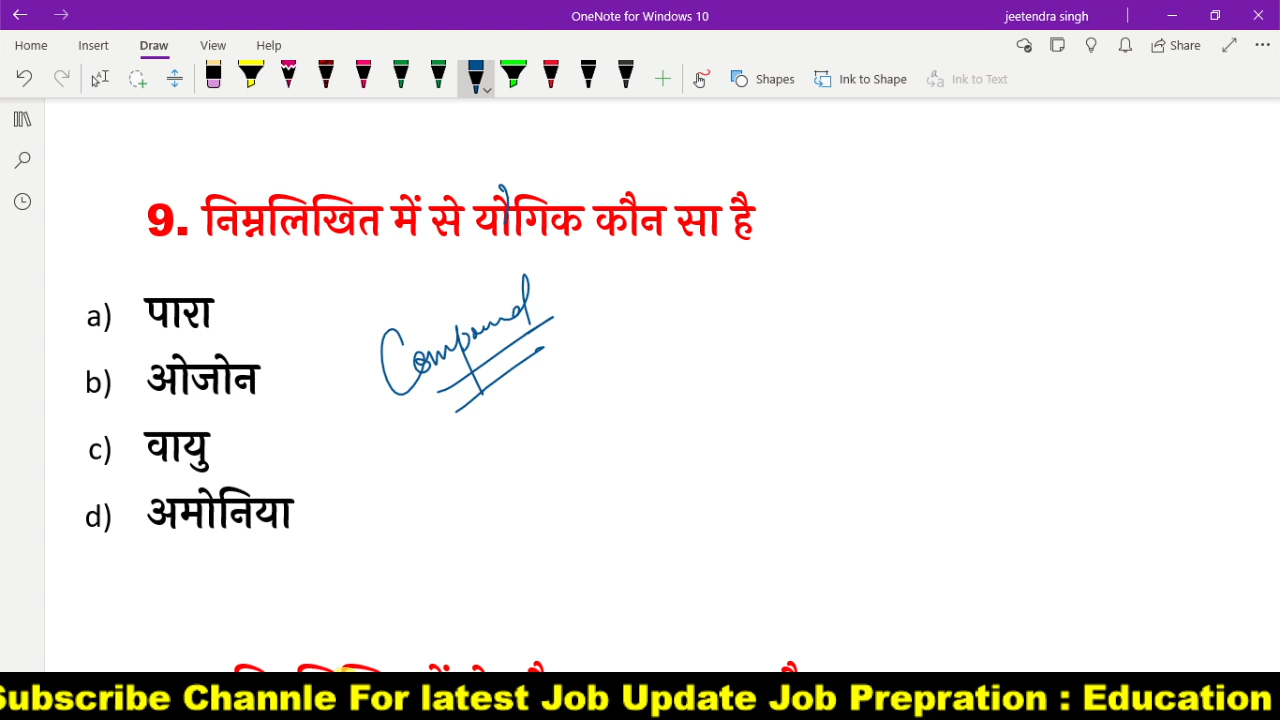 OneNote for Windows 10
jeetendra singh
Home Insert Draw View Help
Share
Shapes Ink to Shape Ink to Text
9. निम्नलिखित में से योगिक कौन सा है
Compound
a) पारा
b) ओजोन
c) वायु
d) अमोनिया
Subscribe Channle For latest Job Update Job Prepration : Education